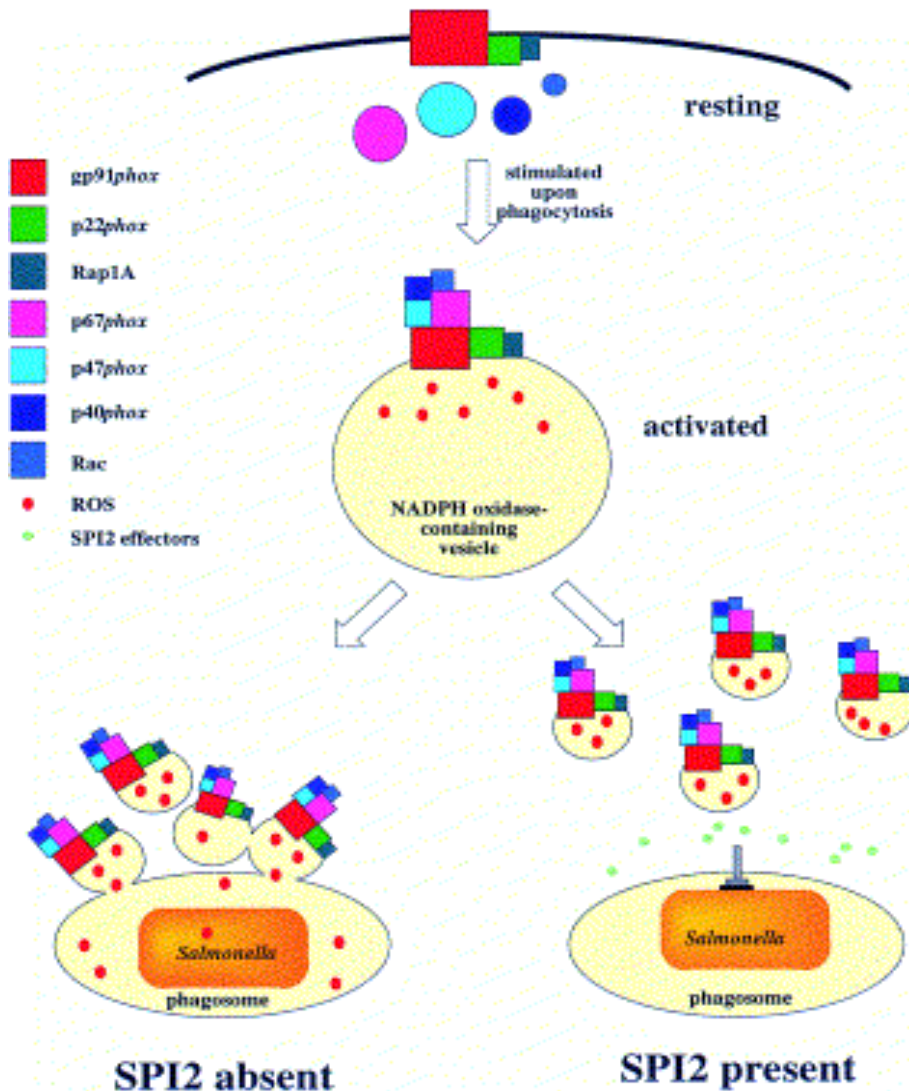 resting
stimulated
upon
phagocytosis
gp91phox
p22phox
Rap1A
p67phox
p47phox
p40phox
Rac
ROS
SPI2 effectors
activated
NADPH oxidase-
containing
vesicle
Salmonella
phagosome
Salmonella
phagosome
SPI2 absent
SPI2 present